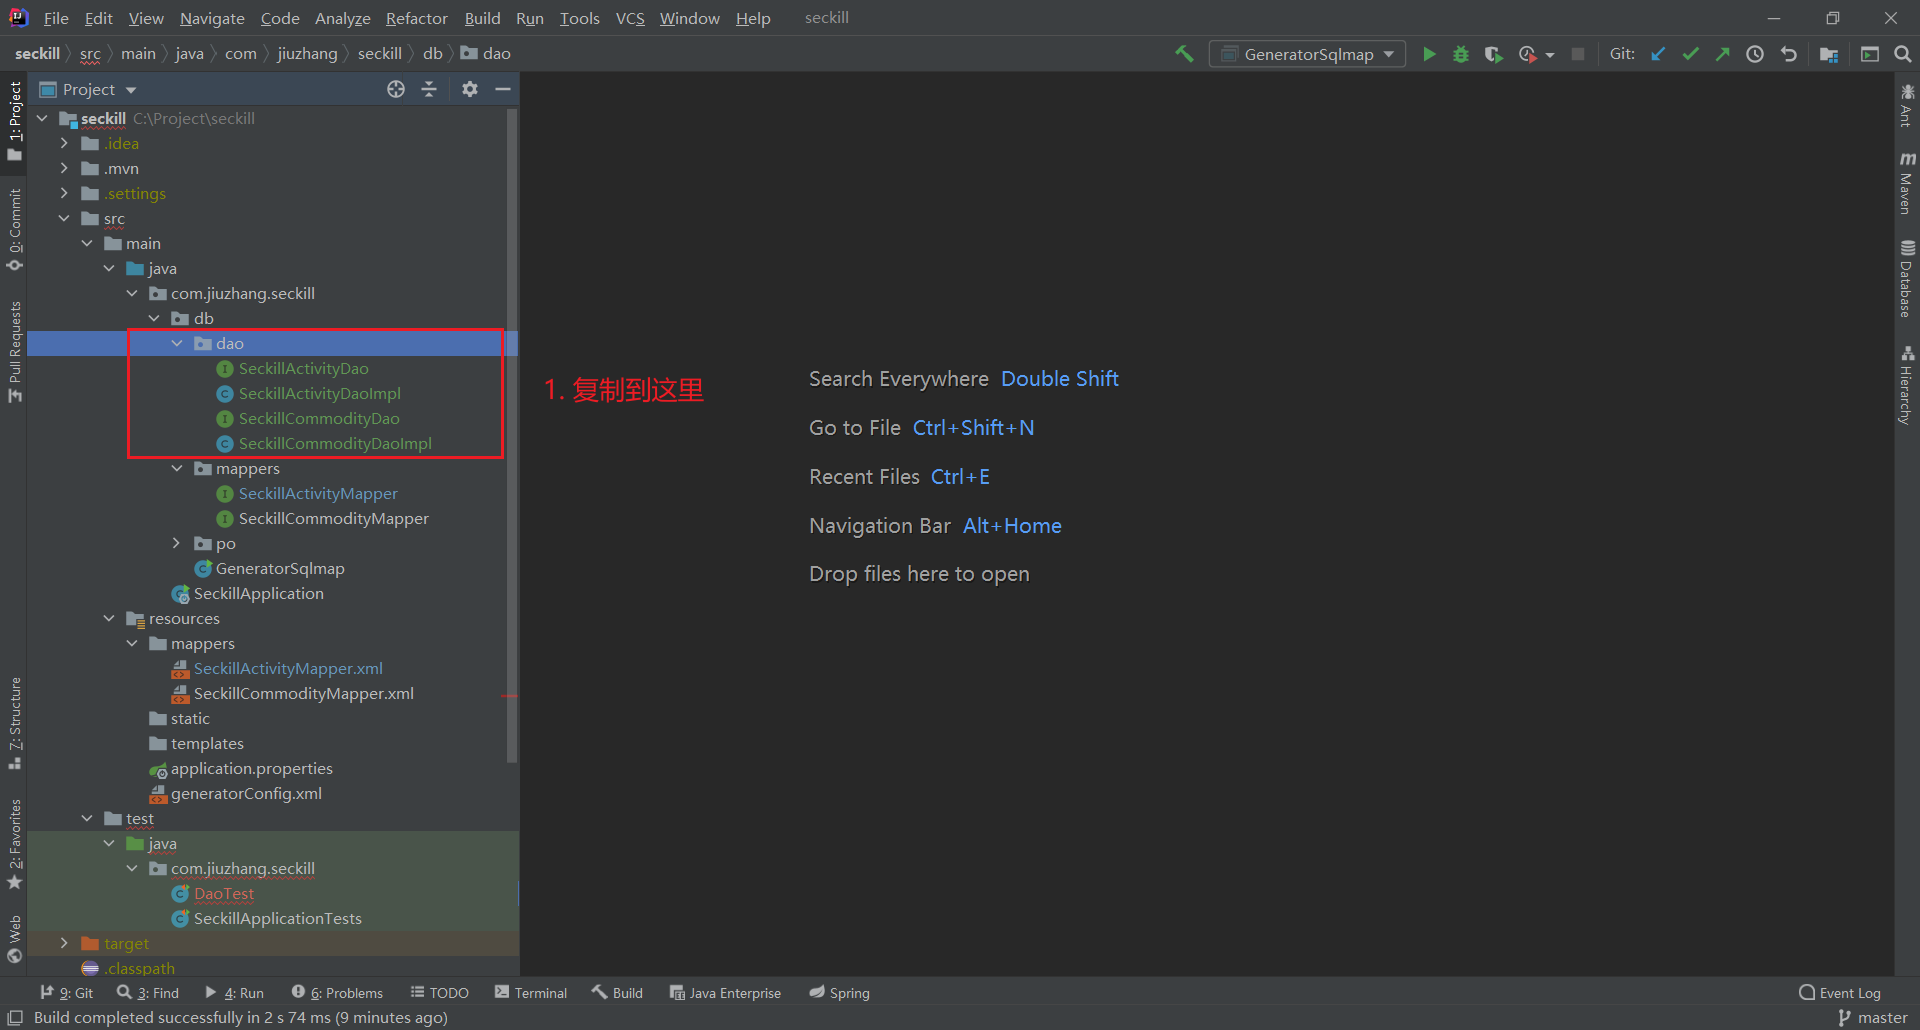 File Edit View Navigate Code Analyze Refactor Build Run Tools VCS Window Help seckill
seckill src main java com jiuzhang seckill db dao
GeneratorSqlmap
Git:
Project
1: Project
0: Commit
Pull Requests
7: Structure
2: Favorites
Web
seckill C:\Project\seckill
.idea
.mvn
.settings
src
main
java
com.jiuzhang.seckill
db
dao
SeckillActivityDao
SeckillActivityDaoImpl
SeckillCommodityDao
SeckillCommodityDaoImpl
mappers
SeckillActivityMapper
SeckillCommodityMapper
po
GeneratorSqlmap
SeckillApplication
resources
mappers
SeckillActivityMapper.xml
SeckillCommodityMapper.xml
static
templates
application.properties
generatorConfig.xml
test
java
com.jiuzhang.seckill
DaoTest
SeckillApplicationTests
target
.classpath
1. 复制到这里
Search Everywhere Double Shift
Go to File Ctrl+Shift+N
Recent Files Ctrl+E
Navigation Bar Alt+Home
Drop files here to open
Ant
Maven
Database
Hierarchy
9: Git 3: Find 4: Run 6: Problems TODO Terminal Build Java Enterprise Spring Event Log
Build completed successfully in 2 s 74 ms (9 minutes ago) master